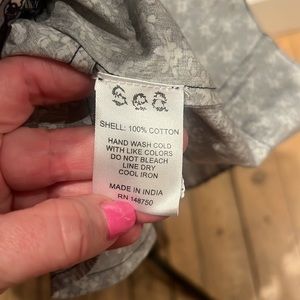 Sea
SHELL: 100% COTTON
HAND WASH COLD
WITH LIKE COLORS
DO NOT BLEACH
LINE DRY
COOL IRON
MADE IN INDIA
RN 148750